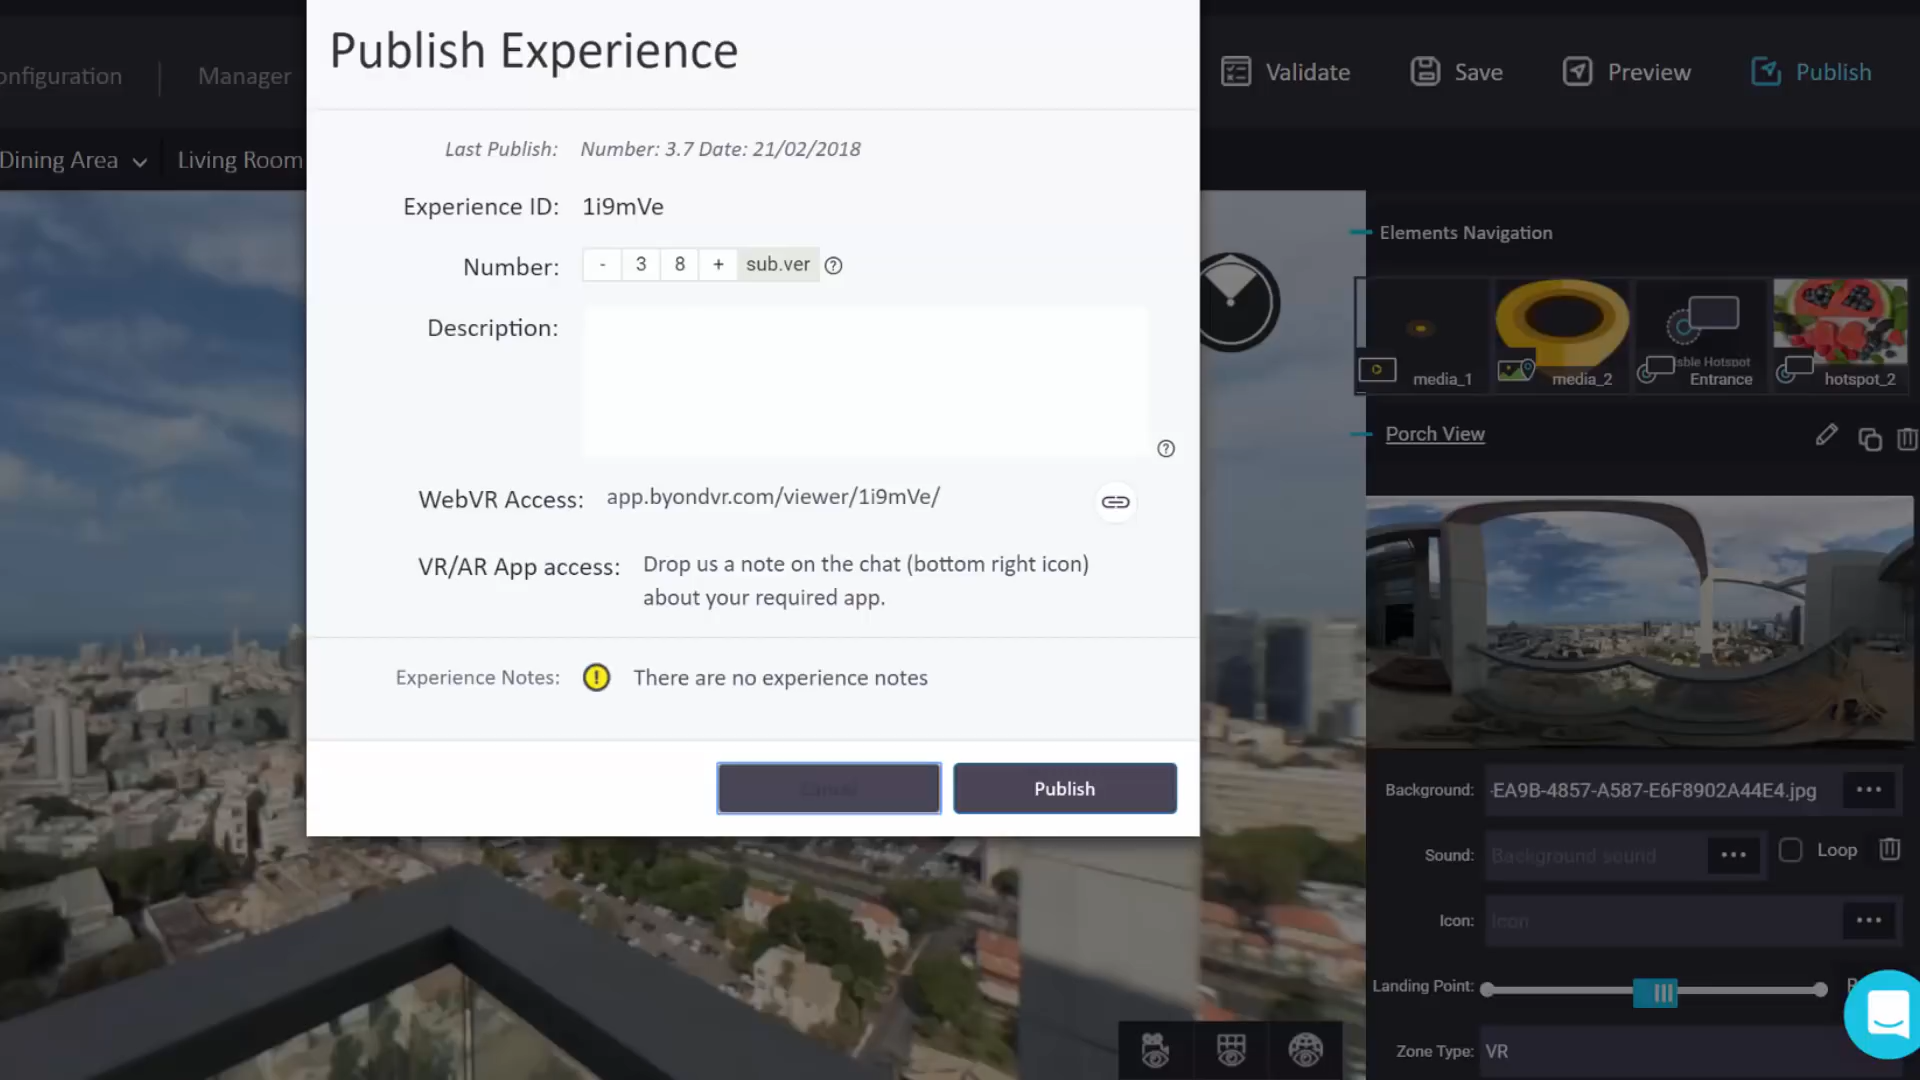 Publish Experience
Configuration
Manager
Validate
Save
Preview
Publish
Dining Area
Living Room
Last Publish: Number: 3.7 Date: 21/02/2018
Experience ID: 1i9mVe
Number: - 3 8 + sub.ver ?
Description:
?
WebVR Access: app.byondvr.com/viewer/1i9mVe/
VR/AR App access: Drop us a note on the chat (bottom right icon)
about your required app.
Experience Notes: ! There are no experience notes
Cancel
Publish
Elements Navigation
media_1
media_2
sble Hotspot
Entrance
hotspot_2
Porch View
Background: -EA9B-4857-A587-E6F8902A44E4.jpg
Sound: Background sound
Loop
Icon: Icon
Landing Point:
Zone Type: VR